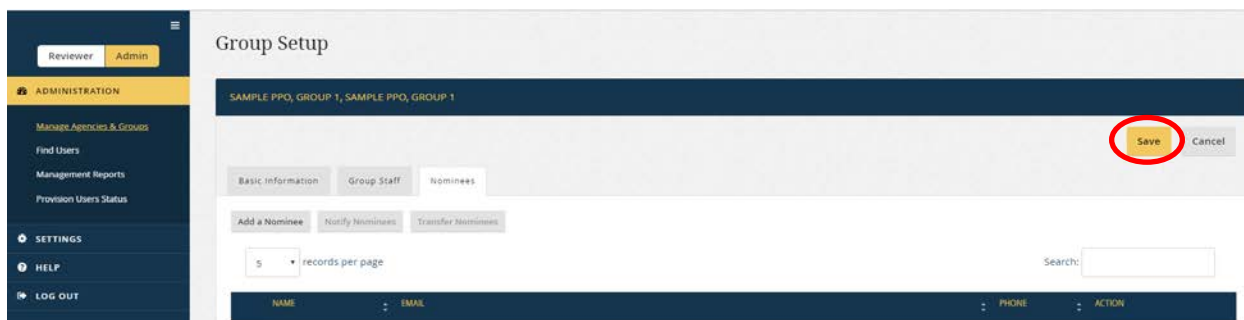 Reviewer Admin
ADMINISTRATION
Manage Agencies & Groups
Find Users
Management Reports
Provision Users Status
SETTINGS
HELP
LOG OUT
Group Setup
SAMPLE PPO, GROUP 1, SAMPLE PPO, GROUP 1
Save Cancel
Basic Information Group Staff Nominees
Add a Nominee Notify Nominees Transfer Nominees
5 records per page Search:
NAME EMAIL PHONE ACTION